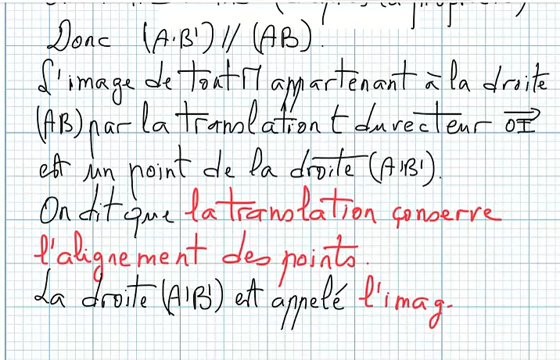 Donc (A'B') // (AB).
L'image de tout M appartenant à la droite
(AB) par la translation t du vecteur OI
est un point de la droite (A'B').
On dit que la translation conserve
l'alignement des points.
La droite (A'B') est appelé l'imag